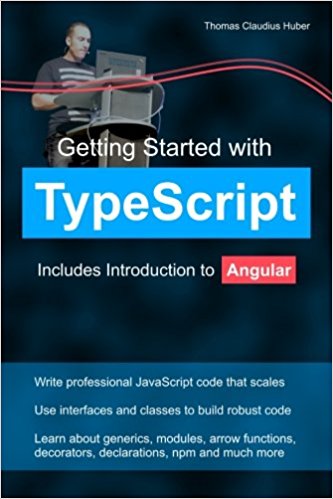 Thomas Claudius Huber
Getting Started with
TypeScript
Includes Introduction to Angular
Write professional JavaScript code that scales
Use interfaces and classes to build robust code
Learn about generics, modules, arrow functions,
decorators, declarations, npm and much more